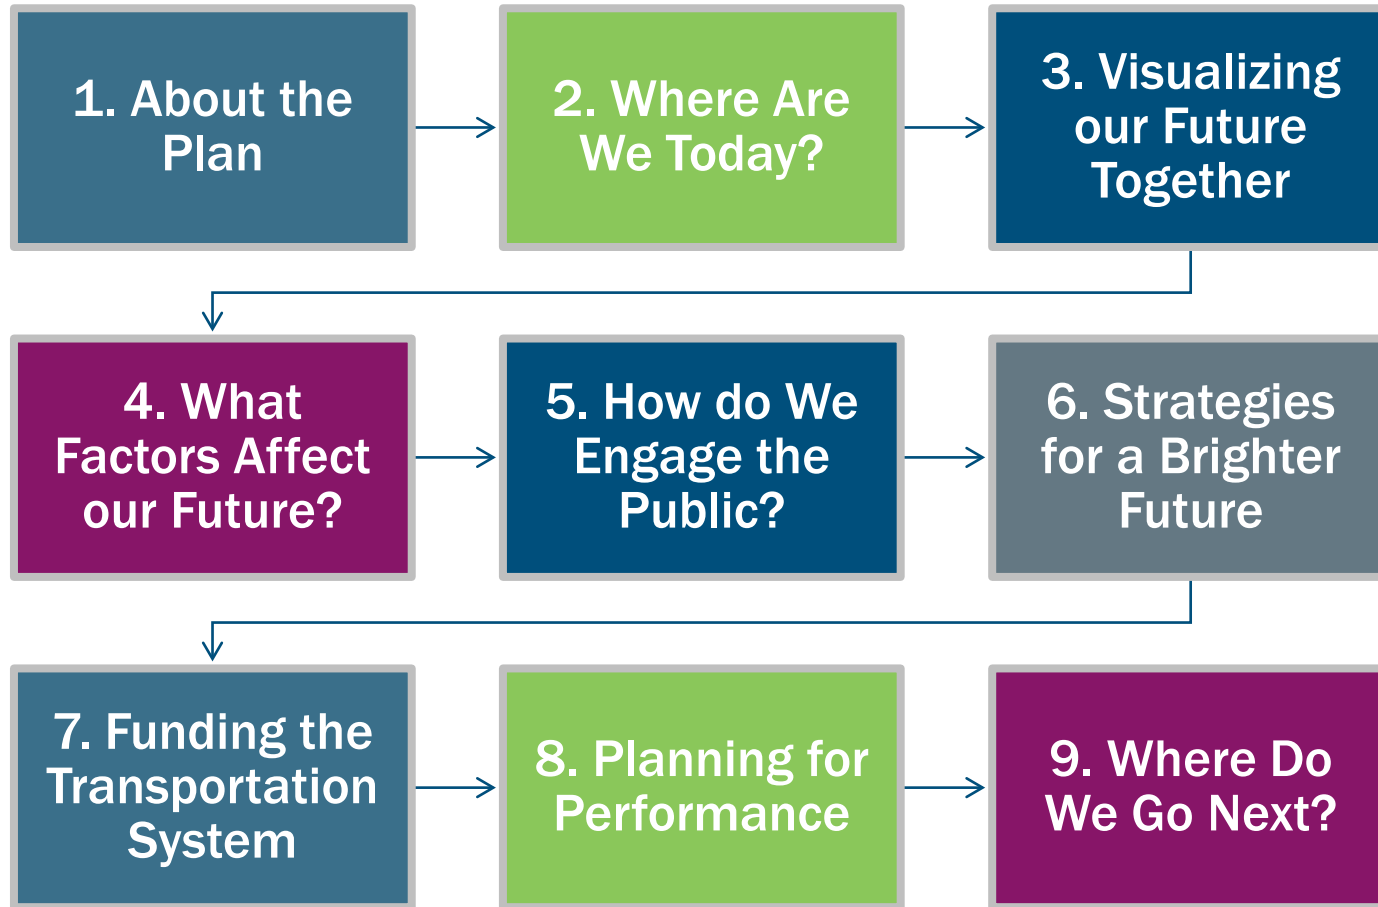 1. About the
Plan
2. Where Are
We Today?
3. Visualizing
our Future
Together
4. What
Factors Affect
our Future?
5. How do We
Engage the
Public?
6. Strategies
for a Brighter
Future
7. Funding the
Transportation
System
8. Planning for
Performance
9. Where Do
We Go Next?